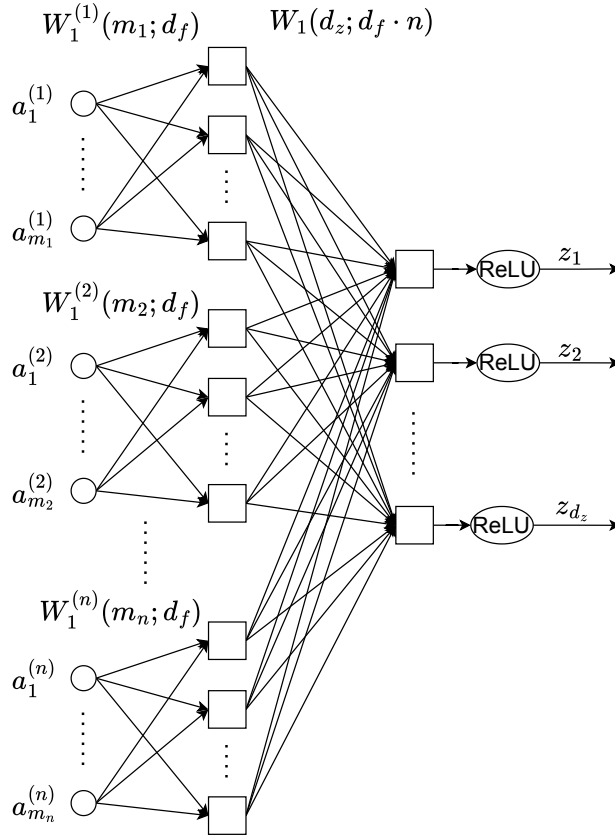 W_1^{(1)}(m_1; d_f)
W_1(d_z; d_f · n)
a_1^{(1)}
a_{m_1}^{(1)}
W_1^{(2)}(m_2; d_f)
a_1^{(2)}
a_{m_2}^{(2)}
W_1^{(n)}(m_n; d_f)
a_1^{(n)}
a_{m_n}^{(n)}
ReLU
z_1
ReLU
z_2
ReLU
z_{d_z}